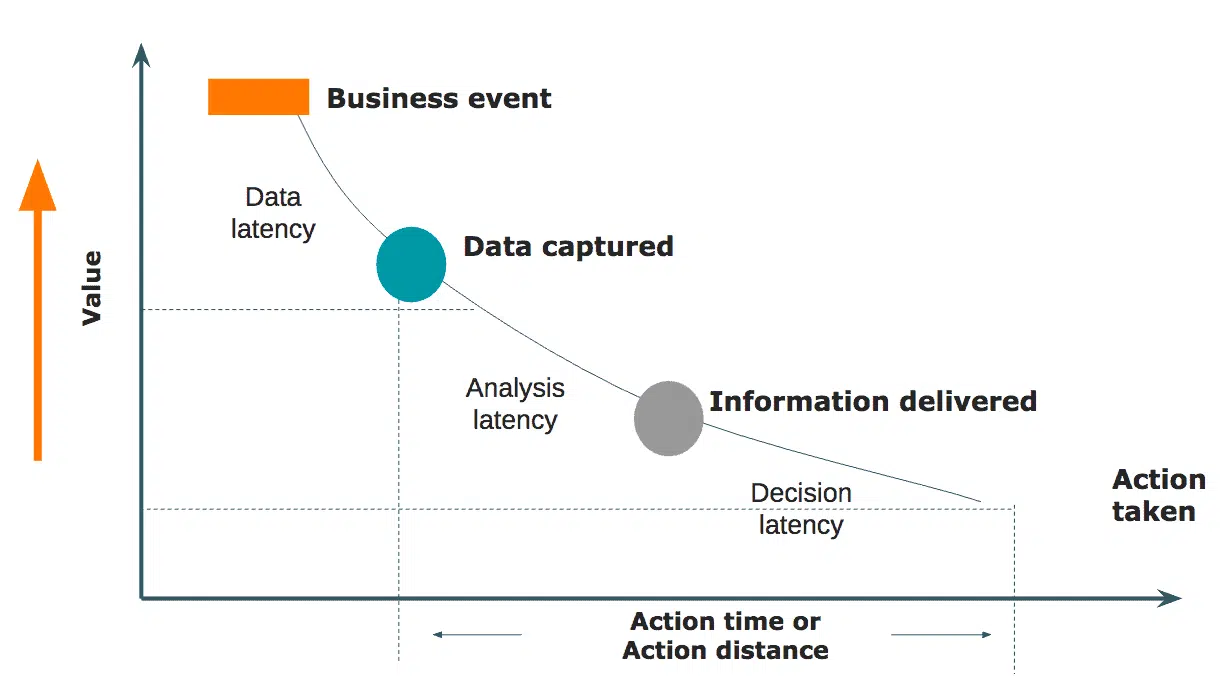 Business event
Data
latency
Data captured
Value
Analysis
latency
Information delivered
Action
taken
Decision
latency
Action time or
Action distance